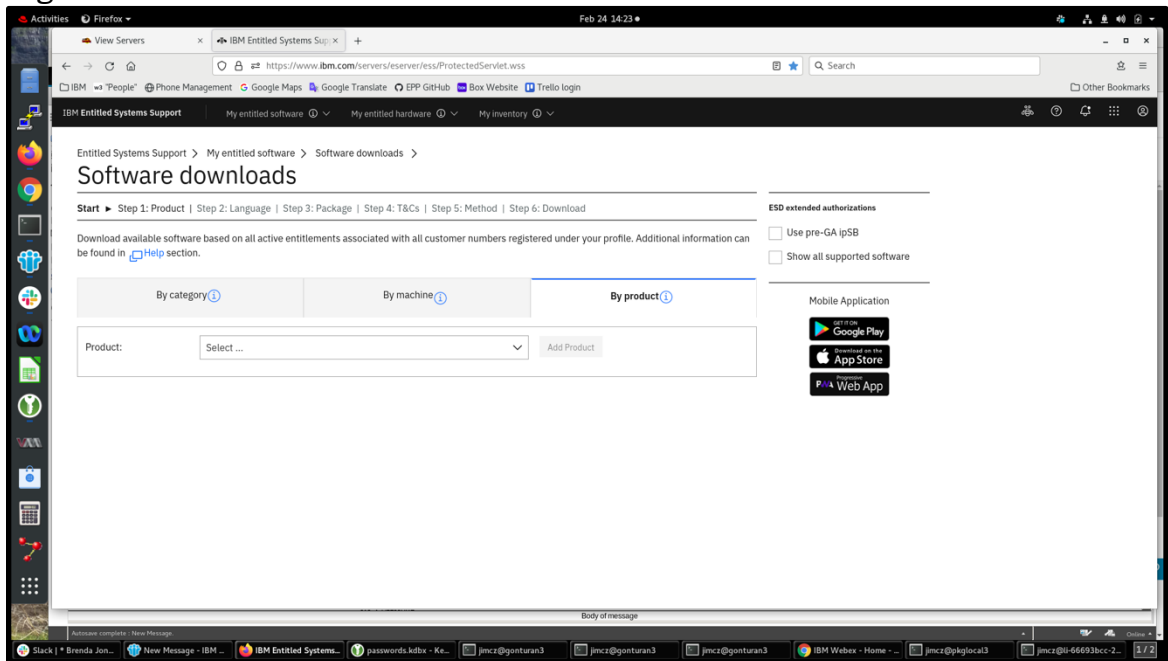 Activities Firefox Feb 24 14:23
View Servers × IBM Entitled Systems Sup × +
https://www.ibm.com/servers/eserver/ess/ProtectedServlet.wss Search
IBM w3 "People" Phone Management Google Maps Google Translate EPP GitHub Box Website Trello login Other Bookmarks
IBM Entitled Systems Support My entitled software My entitled hardware My inventory
Entitled Systems Support > My entitled software > Software downloads >
Software downloads
Start ► Step 1: Product | Step 2: Language | Step 3: Package | Step 4: T&Cs | Step 5: Method | Step 6: Download
Download available software based on all active entitlements associated with all customer numbers registered under your profile. Additional information can
be found in Help section.
By category By machine By product
Product: Select ... Add Product
ESD extended authorizations
Use pre-GA ipSB
Show all supported software
Mobile Application
GET IT ON
Google Play
Download on the
App Store
Progressive
PWA Web App
Body of message
Autosave complete : New Message. Online
Slack | * Brenda Jon... New Message - IBM ... IBM Entitled Systems... passwords.kdbx - Ke... jimcz@gonturan3 jimcz@gonturan3 jimcz@gonturan3 IBM Webex - Home - ... jimcz@pkglocal3 jimcz@li-66693bcc-2... 1 / 2